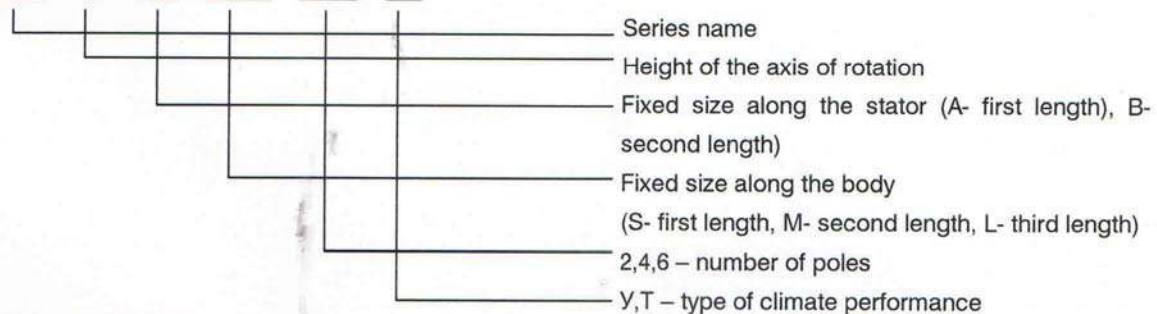 Series name
Height of the axis of rotation
Fixed size along the stator (A- first length), B-
second length)
Fixed size along the body
(S- first length, M- second length, L- third length)
2,4,6 – number of poles
У,Т – type of climate performance